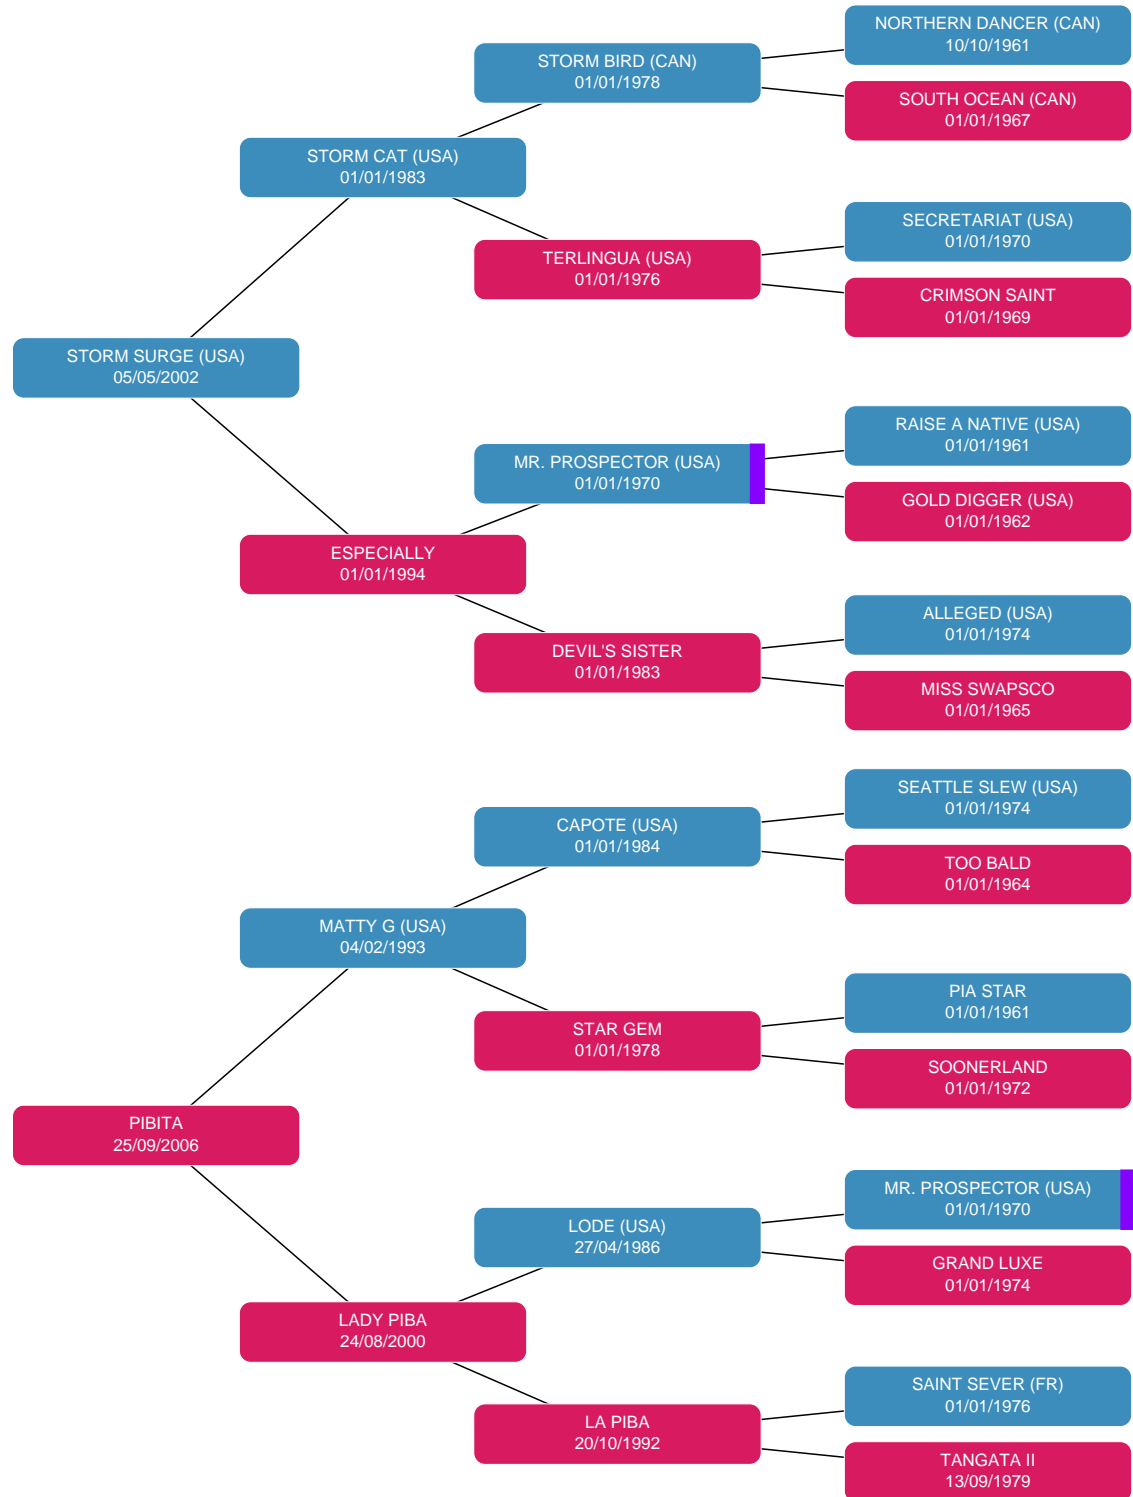 NORTHERN DANCER (CAN)
10/10/1961
STORM BIRD (CAN)
01/01/1978
SOUTH OCEAN (CAN)
01/01/1967
STORM CAT (USA)
01/01/1983
SECRETARIAT (USA)
01/01/1970
TERLINGUA (USA)
01/01/1976
CRIMSON SAINT
01/01/1969
STORM SURGE (USA)
05/05/2002
RAISE A NATIVE (USA)
01/01/1961
MR. PROSPECTOR (USA)
01/01/1970
GOLD DIGGER (USA)
01/01/1962
ESPECIALLY
01/01/1994
ALLEGED (USA)
01/01/1974
DEVIL'S SISTER
01/01/1983
MISS SWAPSCO
01/01/1965
SEATTLE SLEW (USA)
01/01/1974
CAPOTE (USA)
01/01/1984
TOO BALD
01/01/1964
MATTY G (USA)
04/02/1993
PIA STAR
01/01/1961
STAR GEM
01/01/1978
SOONERLAND
01/01/1972
PIBITA
25/09/2006
MR. PROSPECTOR (USA)
01/01/1970
LODE (USA)
27/04/1986
GRAND LUXE
01/01/1974
LADY PIBA
24/08/2000
SAINT SEVER (FR)
01/01/1976
LA PIBA
20/10/1992
TANGATA II
13/09/1979